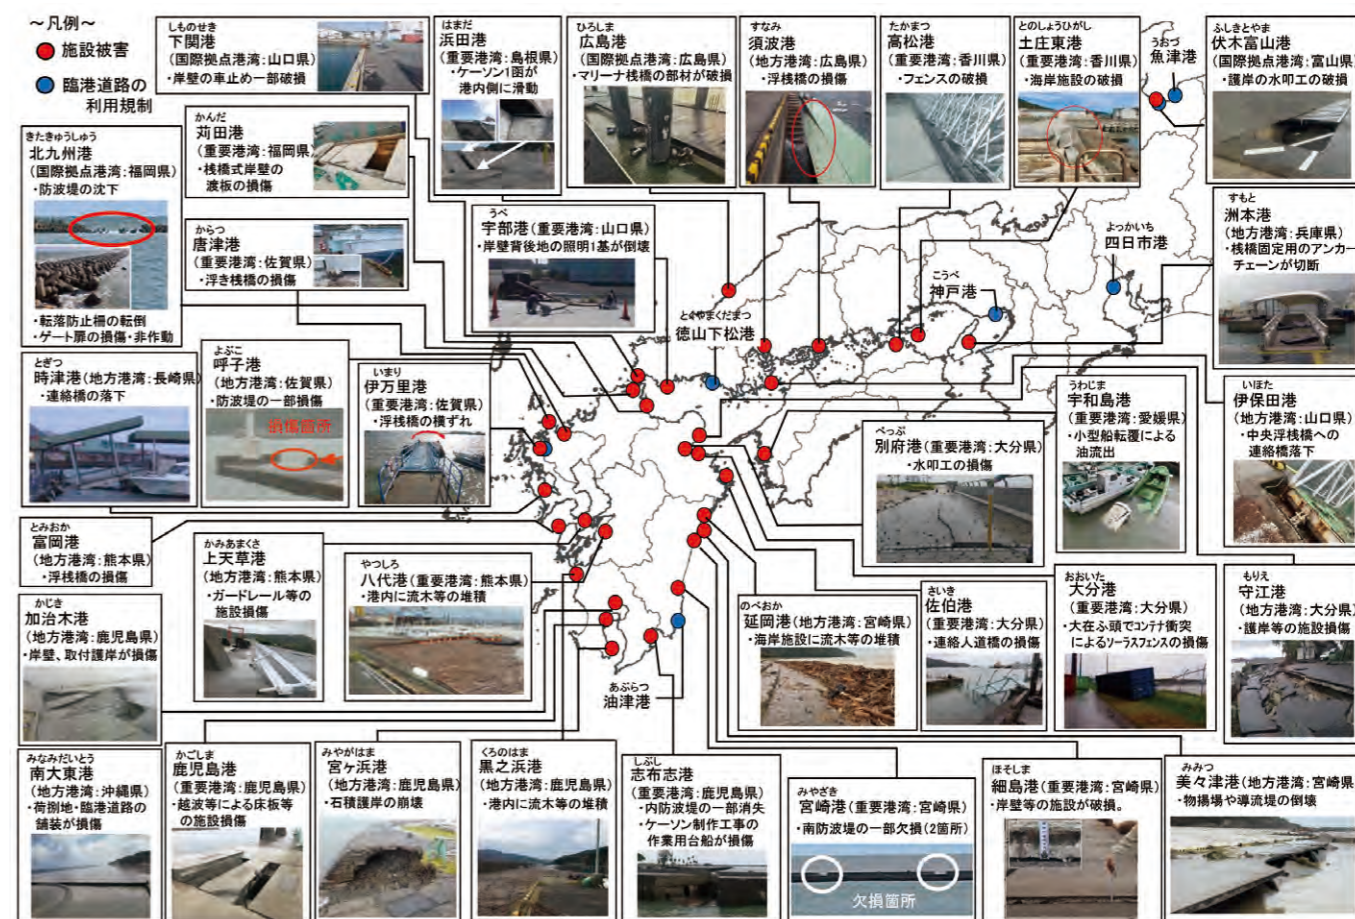 ～凡例～
施設被害
臨港道路の
利用規制
しものせき
下関港
(国際拠点港湾:山口県)
・岸壁の車止め一部破損
はまだ
浜田港
(重要港湾:島根県)
・ケーソン1函が
港内側に滑動
ひろしま
広島港
(国際拠点港湾:広島県)
・マリーナ桟橋の部材が破損
すなみ
須波港
(地方港湾:広島県)
・浮桟橋の損傷
たかまつ
高松港
(重要港湾:香川県)
・フェンスの破損
とのしょうひがし
土庄東港
(重要港湾:香川県)
・海岸施設の破損
うおづ
魚津港
ふしきとやま
伏木富山港
(国際拠点港湾:富山県)
・護岸の水叩工の破損
きたきゅうしゅう
北九州港
(国際拠点港湾:福岡県)
・防波堤の沈下
・転落防止柵の転倒
・ゲート扉の損傷・非作動
かんだ
苅田港
(重要港湾:福岡県)
・桟橋式岸壁の
渡板の損傷
からつ
唐津港
(重要港湾:佐賀県)
・浮き桟橋の損傷
うべ
宇部港(重要港湾:山口県)
・岸壁背後地の照明1基が倒壊
とくやまくだまつ
徳山下松港
こうべ
神戸港
よっかいち
四日市港
すもと
洲本港
(地方港湾:兵庫県)
・桟橋固定用のアンカー
チェーンが切断
とぎつ
時津港(地方港湾:長崎県)
・連絡橋の落下
よぶこ
呼子港
(地方港湾:佐賀県)
・防波堤の一部損傷
損傷箇所
いまり
伊万里港
(重要港湾:佐賀県)
・浮桟橋の横ずれ
べっぷ
別府港(重要港湾:大分県)
・水叩工の損傷
うわじま
宇和島港
(重要港湾:愛媛県)
・小型船転覆による
油流出
いほた
伊保田港
(地方港湾:山口県)
・中央浮桟橋への
連絡橋落下
とみおか
富岡港
(地方港湾:熊本県)
・浮桟橋の損傷
かみあまくさ
上天草港
(地方港湾:熊本県)
・ガードレール等の
施設損傷
やつしろ
八代港(重要港湾:熊本県)
・港内に流木等の堆積
のべおか
延岡港(地方港湾:宮崎県)
・海岸施設に流木等の堆積
さいき
佐伯港
(重要港湾:大分県)
・連絡人道橋の損傷
おおいた
大分港
(重要港湾:大分県)
・大在ふ頭でコンテナ衝突
によるソーラスフェンスの損傷
もりえ
守江港
(地方港湾:大分県)
・護岸等の施設損傷
かじき
加治木港
(地方港湾:鹿児島県)
・岸壁、取付護岸が損傷
あぶらつ
油津港
みなみだいとう
南大東港
(地方港湾:沖縄県)
・荷捌地・臨港道路の
舗装が損傷
かごしま
鹿児島港
(重要港湾:鹿児島県)
・越波等による床板等
の施設損傷
みやがはま
宮ヶ浜港
(地方港湾:鹿児島県)
・石積護岸の崩壊
くろのはま
黒之浜港
(地方港湾:鹿児島県)
・港内に流木等の堆積
しぶし
志布志港
(重要港湾:鹿児島県)
・内防波堤の一部消失
・ケーソン制作工事の
作業用台船が損傷
みやざき
宮崎港(重要港湾:宮崎県)
・南防波堤の一部欠損(2箇所)
欠損箇所
ほそしま
細島港(重要港湾:宮崎県)
・岸壁等の施設が破損。
みみつ
美々津港(地方港湾:宮崎県)
・物揚場や導流堤の倒壊